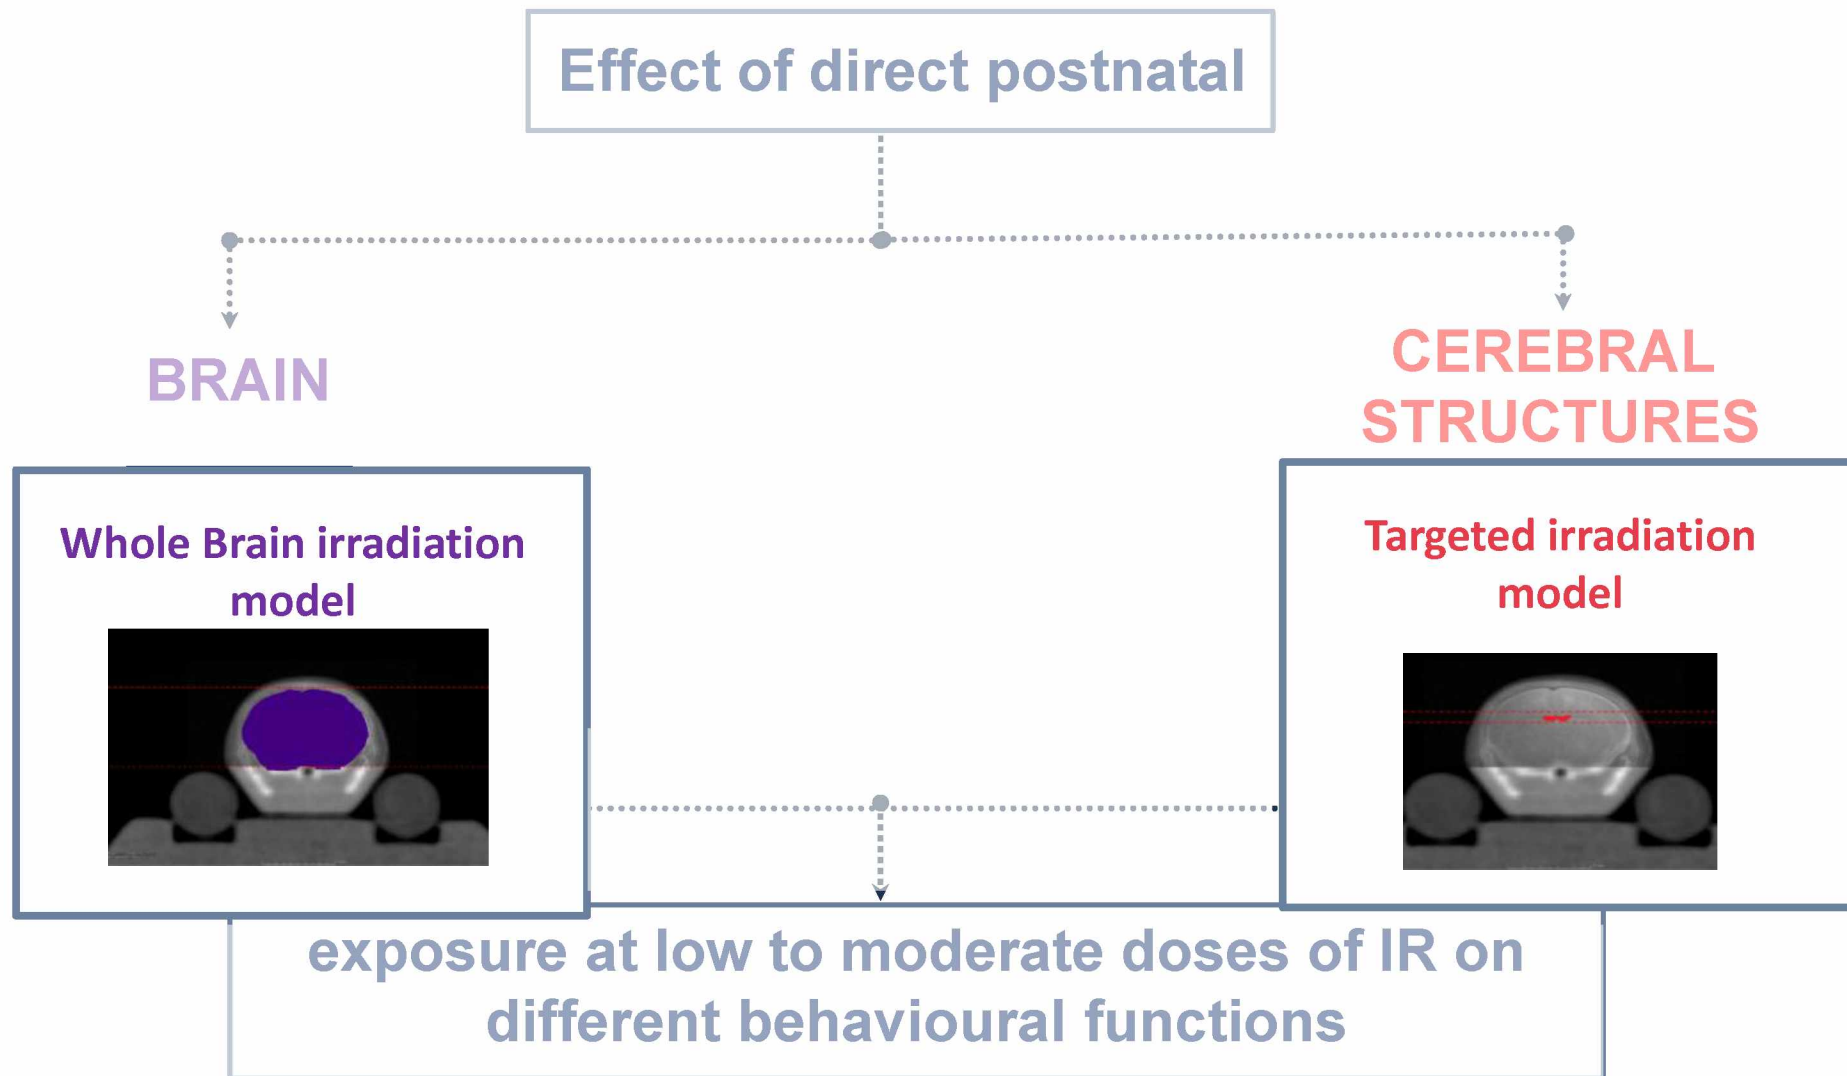 Effect of direct postnatal
BRAIN
CEREBRAL
STRUCTURES
Whole Brain irradiation
model
Targeted irradiation
model
exposure at low to moderate doses of IR on
different behavioural functions